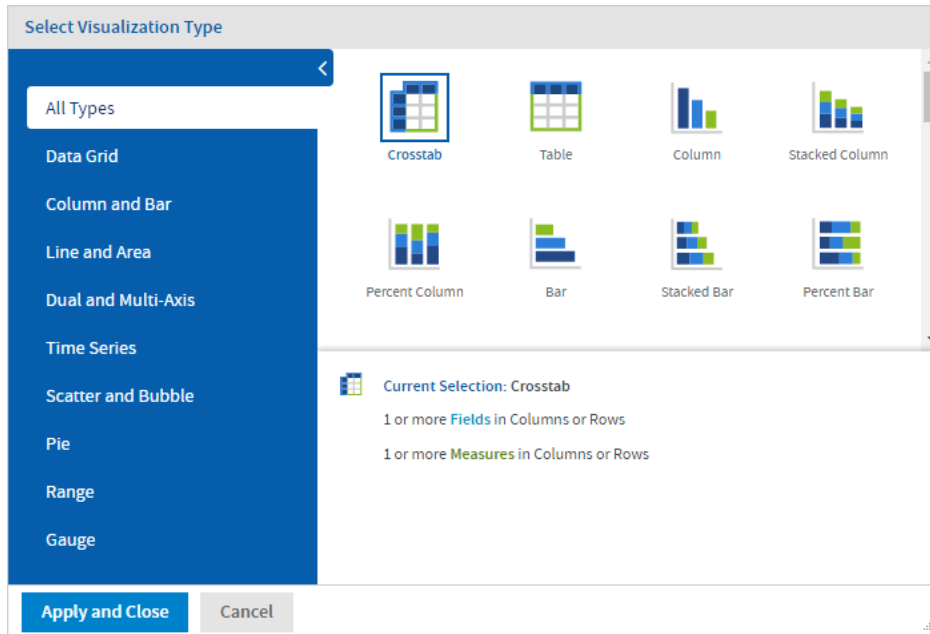 Select Visualization Type
All Types
Data Grid
Column and Bar
Line and Area
Dual and Multi-Axis
Time Series
Scatter and Bubble
Pie
Range
Gauge
Crosstab
Table
Column
Stacked Column
Percent Column
Bar
Stacked Bar
Percent Bar
Current Selection: Crosstab
1 or more Fields in Columns or Rows
1 or more Measures in Columns or Rows
Apply and Close
Cancel